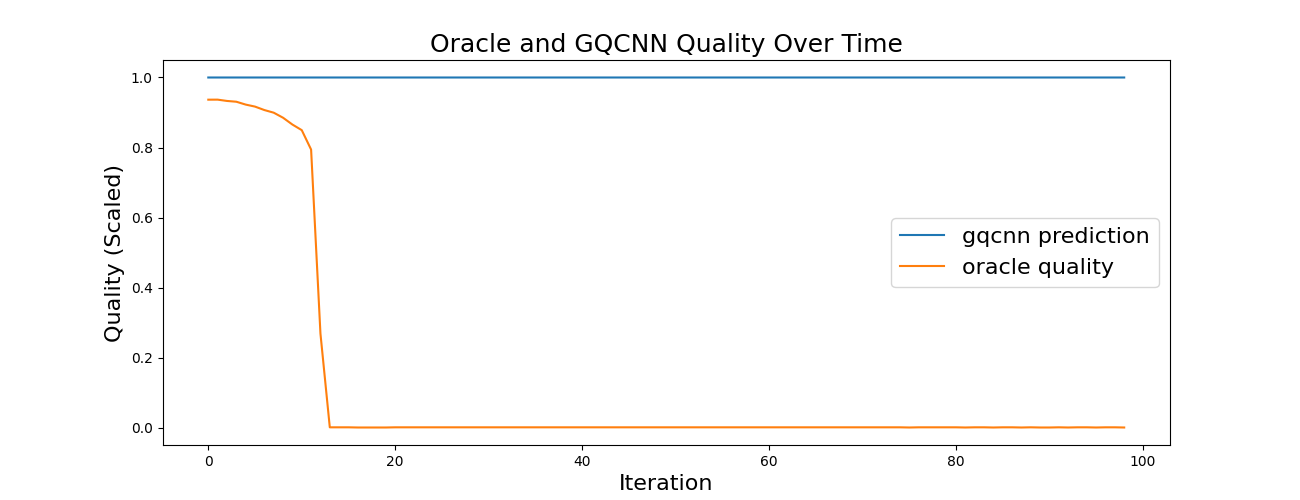 Oracle and GQCNN Quality Over Time
Quality (Scaled)
1.0
0.8
0.6
0.4
0.2
0.0
gqcnn prediction
oracle quality
0 20 40 60 80 100
Iteration